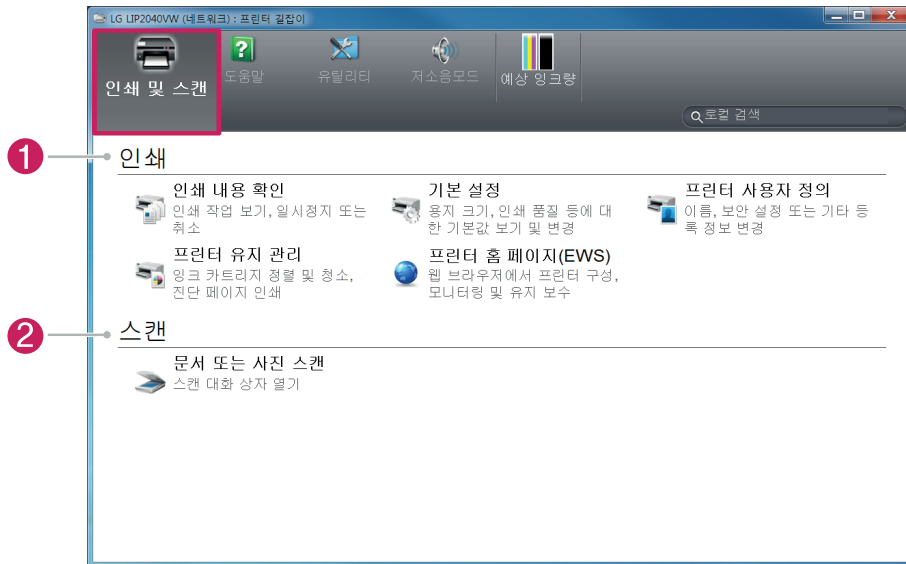 LG LIP2040VW (네트워크) : 프린터 길잡이
인쇄 및 스캔
도움말
유틸리티
저소음모드
예상 잉크량
로컬 검색
1
인쇄
인쇄 내용 확인
인쇄 작업 보기, 일시정지 또는
취소
기본 설정
용지 크기, 인쇄 품질 등에 대
한 기본값 보기 및 변경
프린터 사용자 정의
이름, 보안 설정 또는 기타 등
록 정보 변경
프린터 유지 관리
잉크 카트리지 정렬 및 청소,
진단 페이지 인쇄
프린터 홈 페이지(EWS)
웹 브라우저에서 프린터 구성,
모니터링 및 유지 보수
2
스캔
문서 또는 사진 스캔
스캔 대화 상자 열기